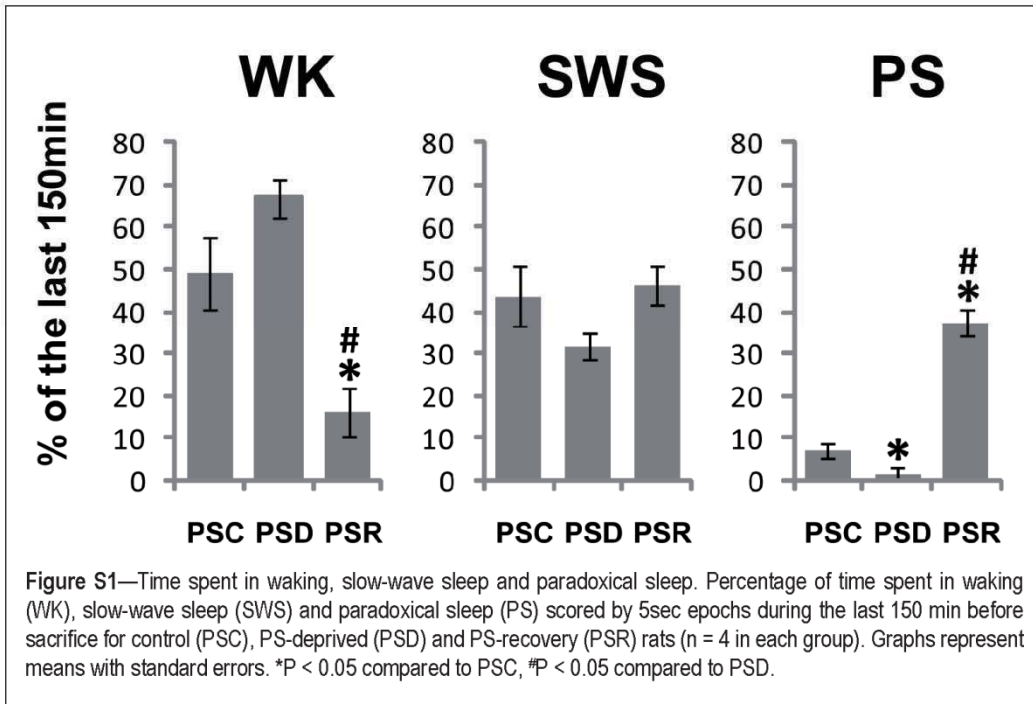 WK SWS PS
% of the last 150min
80 80 80
70 70 70
60 60 60
50 50 50
40 40 40
30 30 30
20 20 20
10 10 10
0 0 0
#
*
*
#
*
PSC PSD PSR PSC PSD PSR PSC PSD PSR
Figure S1—Time spent in waking, slow-wave sleep and paradoxical sleep. Percentage of time spent in waking
(WK), slow-wave sleep (SWS) and paradoxical sleep (PS) scored by 5sec epochs during the last 150 min before
sacrifice for control (PSC), PS-deprived (PSD) and PS-recovery (PSR) rats (n = 4 in each group). Graphs represent
means with standard errors. *P < 0.05 compared to PSC, #P < 0.05 compared to PSD.